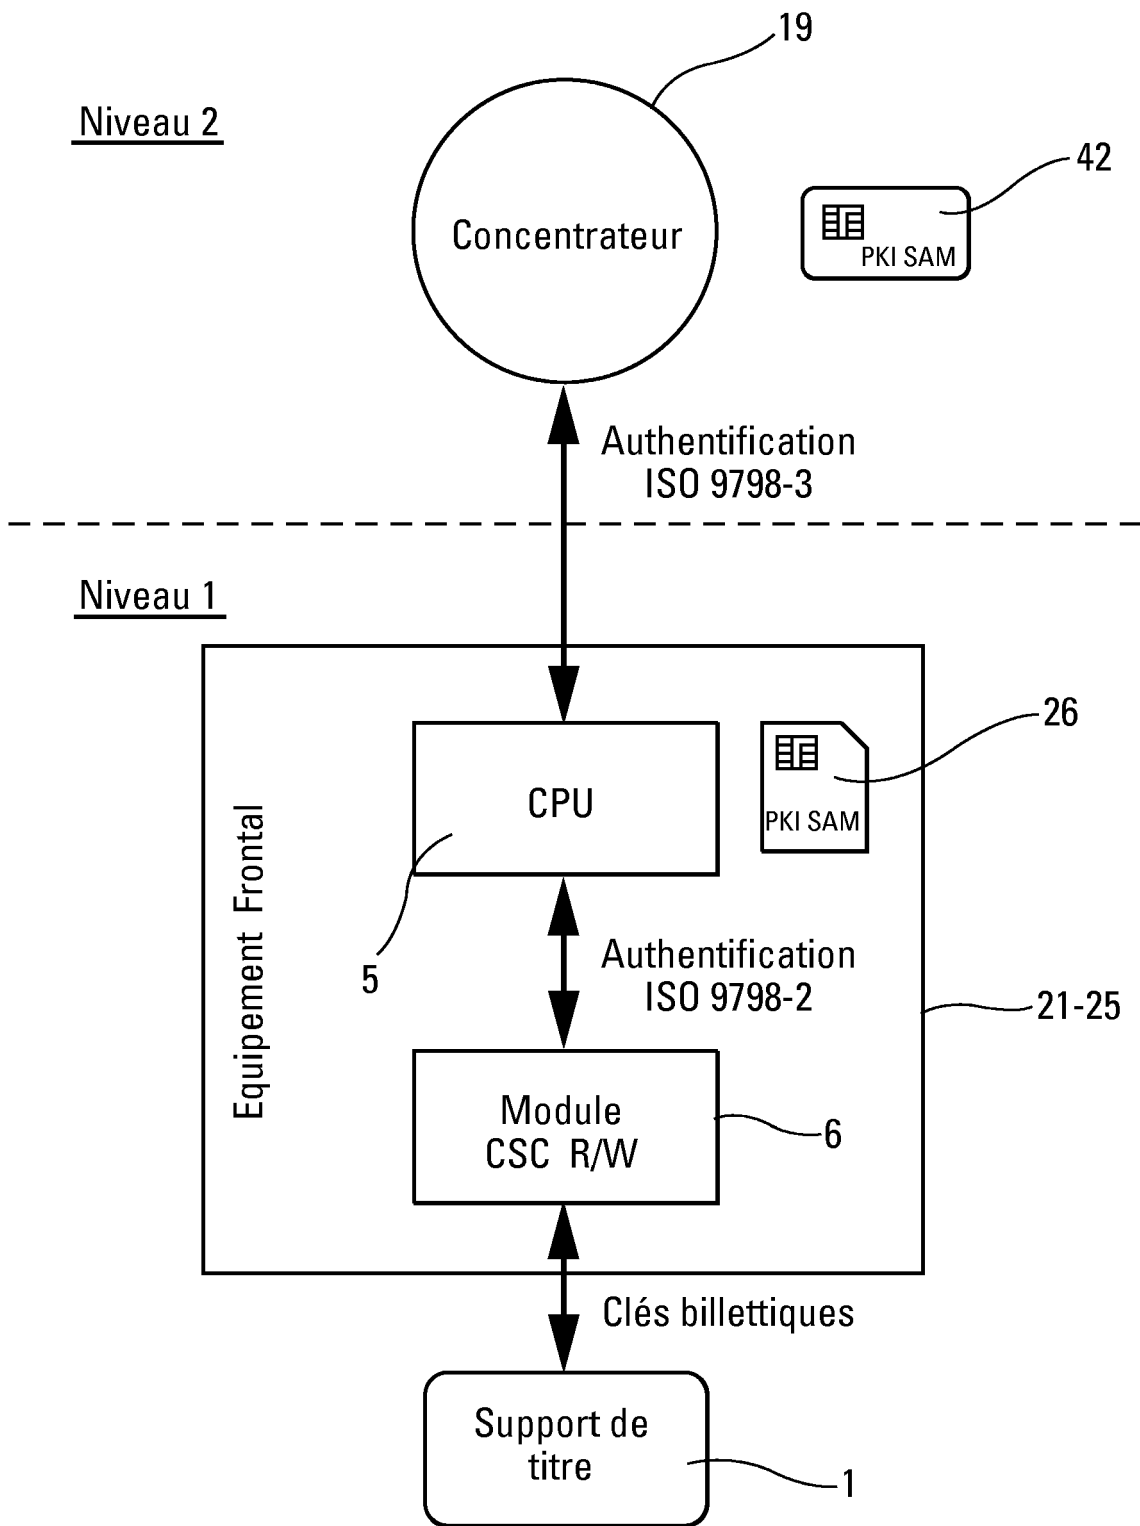 19
Niveau 2
42
Concentrateur
PKI SAM
Authentification
ISO 9798-3
Niveau 1
26
CPU
PKI SAM
Equipement Frontal
5
Authentification
ISO 9798-2
21-25
Module
CSC R/W
6
Clés billettiques
Support de
titre
1